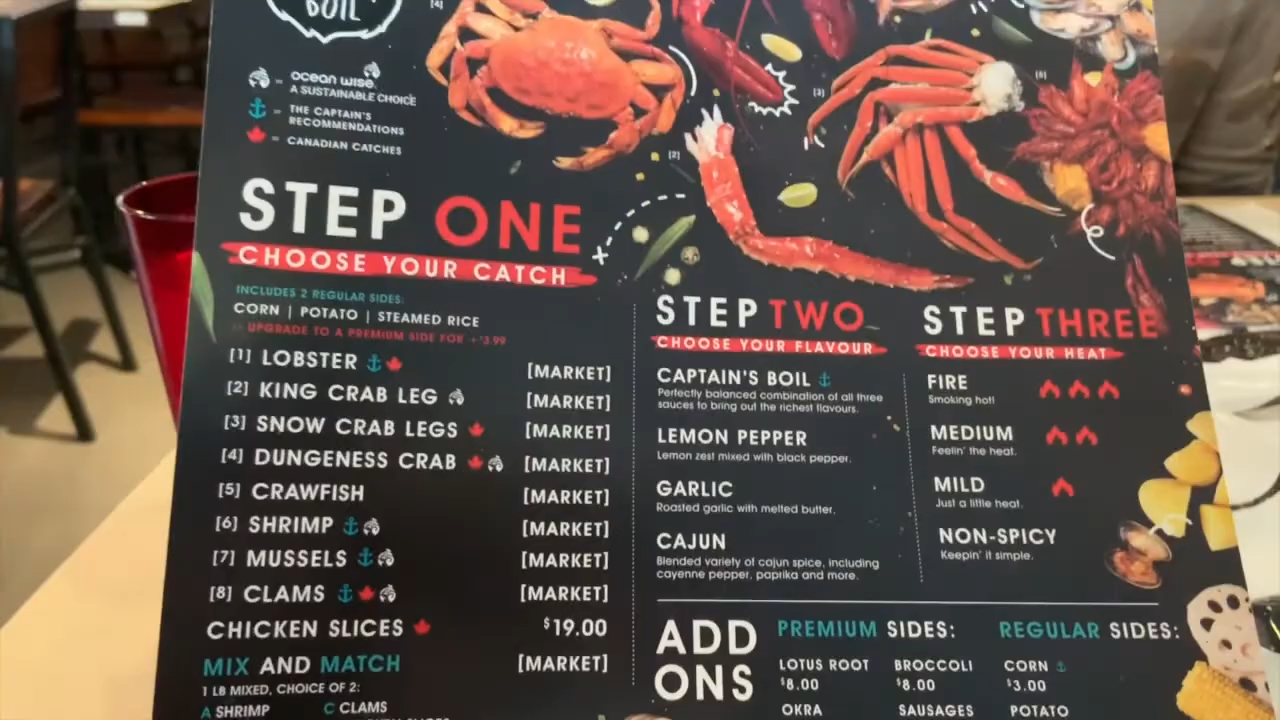 BOIL
[4]
= OCEAN WISE.
A SUSTAINABLE CHOICE
= THE CAPTAIN'S
RECOMMENDATIONS
= CANADIAN CATCHES
[2]
[3]
[6]
STEP ONE
CHOOSE YOUR CATCH
INCLUDES 2 REGULAR SIDES:
CORN | POTATO | STEAMED RICE
UPGRADE TO A PREMIUM SIDE FOR +$3.99
[1] LOBSTER [MARKET]
[2] KING CRAB LEG [MARKET]
[3] SNOW CRAB LEGS [MARKET]
[4] DUNGENESS CRAB [MARKET]
[5] CRAWFISH [MARKET]
[6] SHRIMP [MARKET]
[7] MUSSELS [MARKET]
[8] CLAMS [MARKET]
CHICKEN SLICES $19.00
MIX AND MATCH [MARKET]
1 LB MIXED, CHOICE OF 2:
A SHRIMP C CLAMS
STEP TWO
CHOOSE YOUR FLAVOUR
CAPTAIN'S BOIL
Perfectly balanced combination of all three
sauces to bring out the richest flavours.
LEMON PEPPER
Lemon zest mixed with black pepper.
GARLIC
Roasted garlic with melted butter.
CAJUN
Blended variety of cajun spice, including
cayenne pepper, paprika and more.
STEP THREE
CHOOSE YOUR HEAT
FIRE
Smoking hot!
MEDIUM
Feelin' the heat.
MILD
Just a little heat.
NON-SPICY
Keepin' it simple.
ADD
ONS
PREMIUM SIDES:
LOTUS ROOT BROCCOLI
$8.00 $8.00
OKRA SAUSAGES
REGULAR SIDES:
CORN
$3.00
POTATO